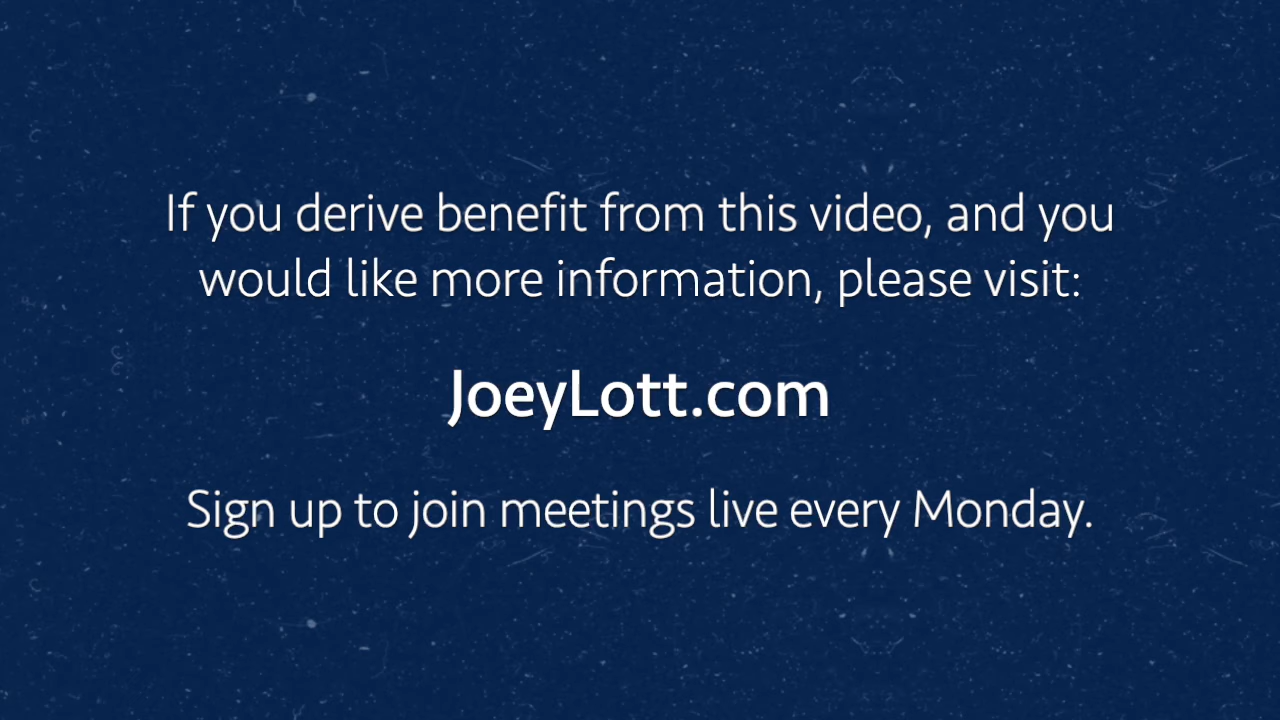 If you derive benefit from this video, and you
would like more information, please visit:
JoeyLott.com
Sign up to join meetings live every Monday.